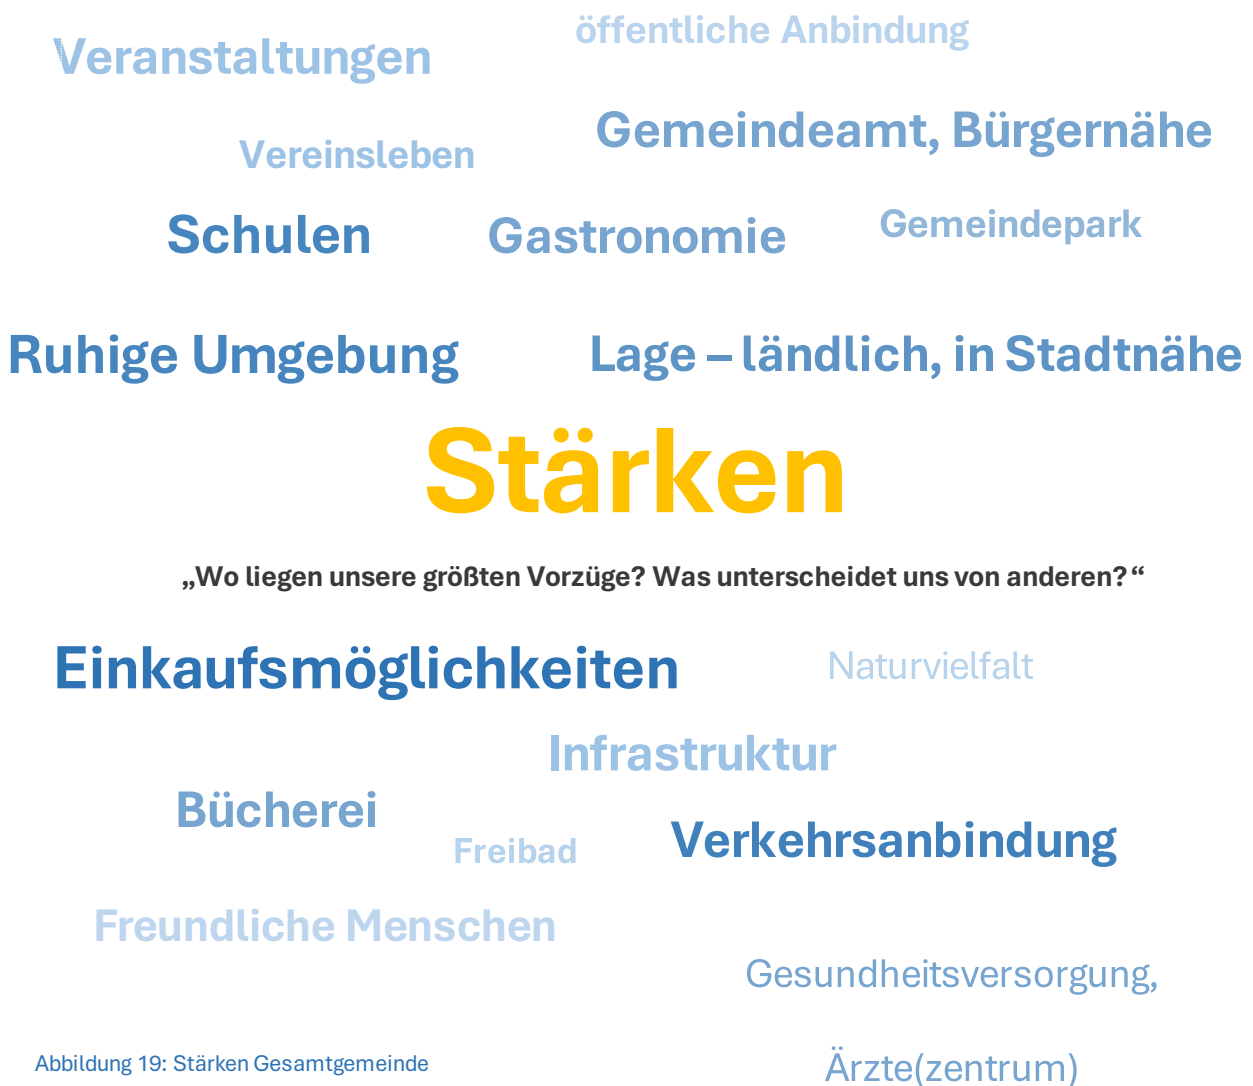 öffentliche Anbindung
Veranstaltungen
Gemeindeamt, Bürgernähe
Vereinsleben
Schulen
Gastronomie
Gemeindepark
Ruhige Umgebung
Lage – ländlich, in Stadtnähe
Stärken
„Wo liegen unsere größten Vorzüge? Was unterscheidet uns von anderen?“
Einkaufsmöglichkeiten
Naturvielfalt
Infrastruktur
Bücherei
Freibad
Verkehrsanbindung
Freundliche Menschen
Gesundheitsversorgung,
Ärzte(zentrum)
Abbildung 19: Stärken Gesamtgemeinde